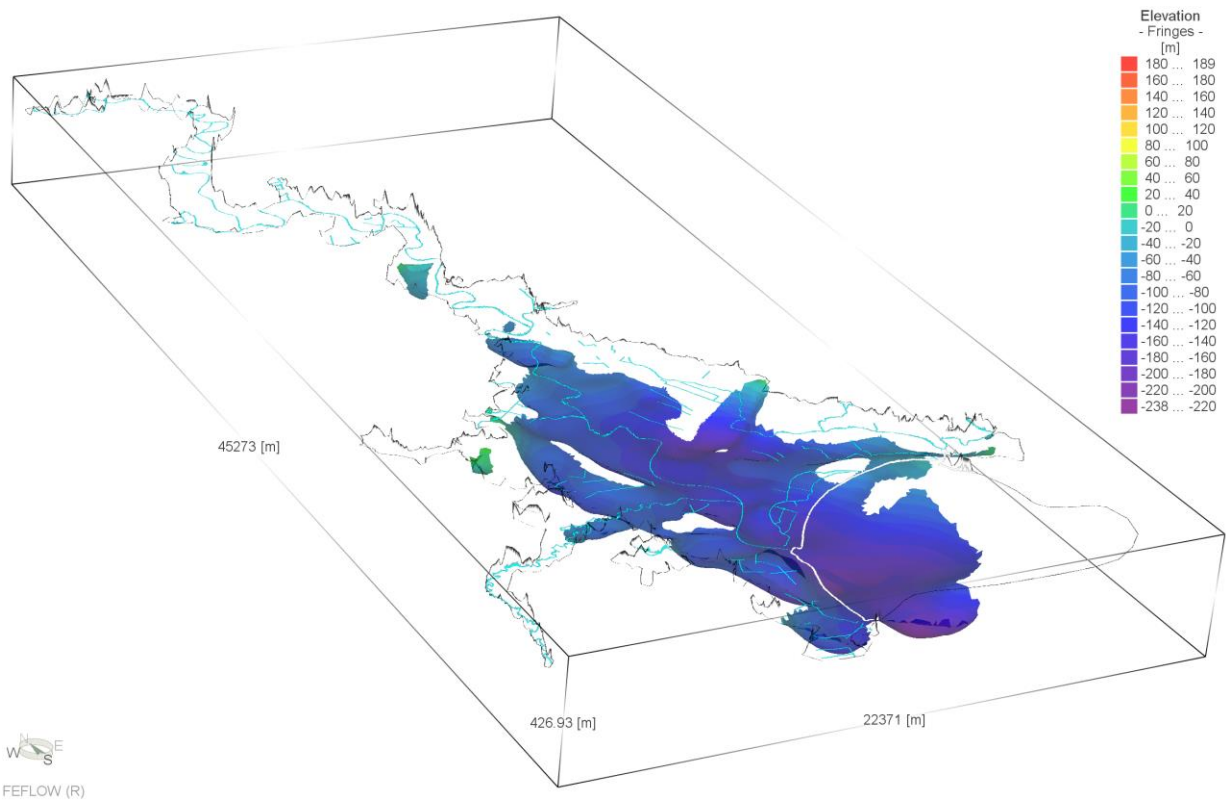 Elevation
- Fringes -
[m]
180 ... 189
160 ... 180
140 ... 160
120 ... 140
100 ... 120
80 ... 100
60 ... 80
40 ... 60
20 ... 40
0 ... 20
-20 ... 0
-40 ... -20
-60 ... -40
-80 ... -60
-100 ... -80
-120 ... -100
-140 ... -120
-160 ... -140
-180 ... -160
-200 ... -180
-220 ... -200
-238 ... -220
45273 [m]
426.93 [m]
22371 [m]
N
W
E
S
FEFLOW (R)